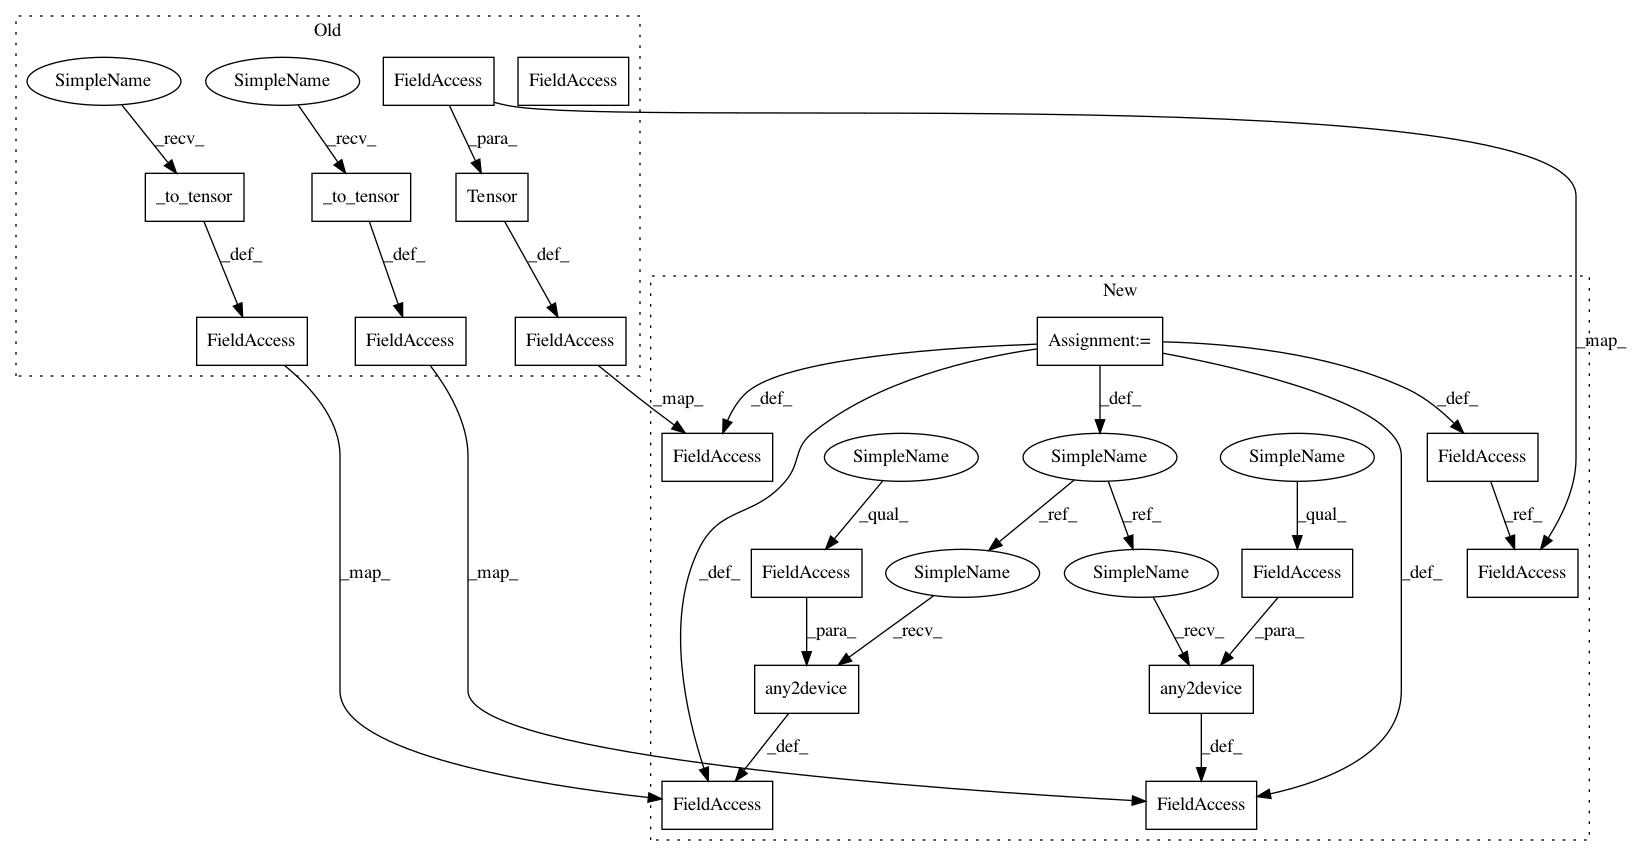 Old
SimpleName
SimpleName
FieldAccess
FieldAccess
_recv_
_recv_
_para_
_to_tensor
_to_tensor
Tensor
_def_
_def_
_def_
New
FieldAccess
FieldAccess
FieldAccess
Assignment:=
_map_
_map_
_def_
_def_
_def_
FieldAccess
SimpleName
SimpleName
SimpleName
FieldAccess
_qual_
_ref_
_ref_
_qual_
_ref_
_map_
_map_
_def_
FieldAccess
SimpleName
SimpleName
FieldAccess
_def_
FieldAccess
_para_
_recv_
_recv_
_para_
any2device
any2device
_def_
_def_
FieldAccess
FieldAccess